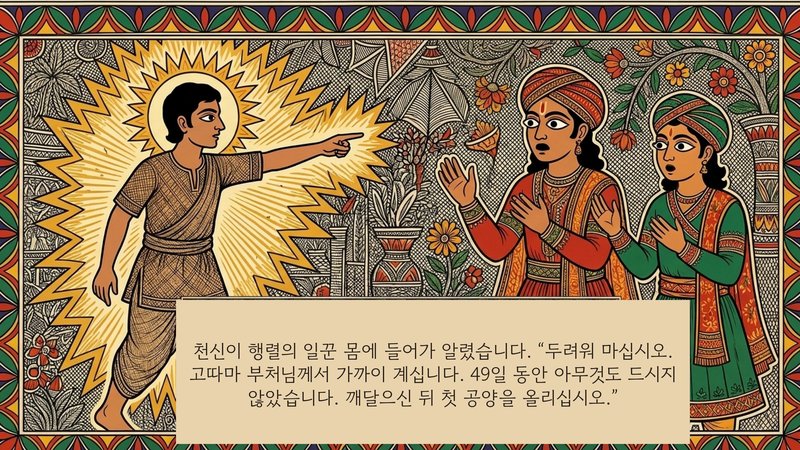 천신이 행렬의 일꾼 몸에 들어가 알렸습니다. “두려워 마십시오.
고따마 부처님께서 가까이 계십니다. 49일 동안 아무것도 드시지
않았습니다. 깨달으신 뒤 첫 공양을 올리십시오.”